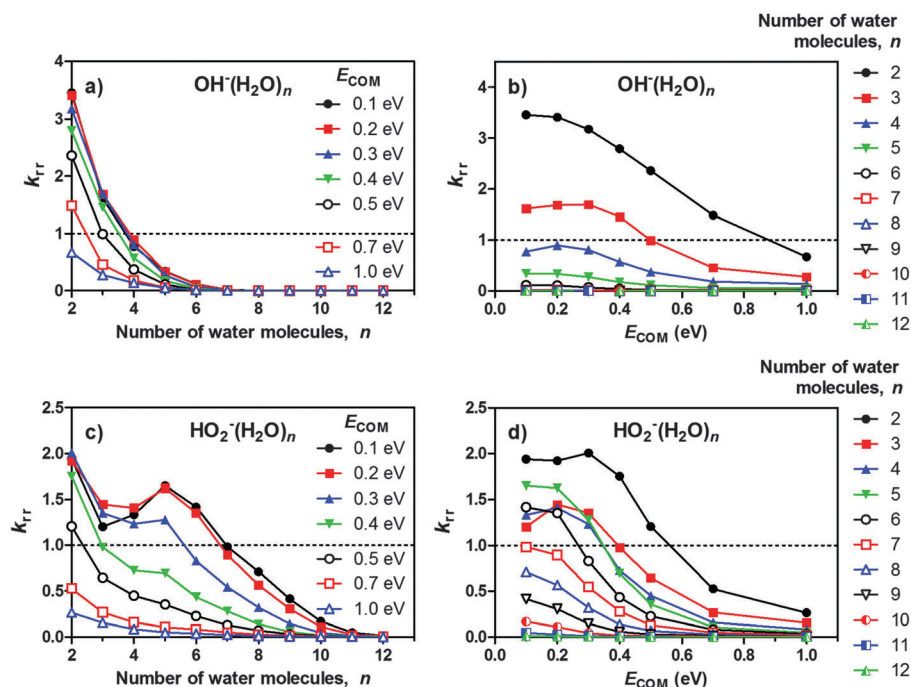 a)
OH⁻(H₂O)ₙ
E_COM
0.1 eV
0.2 eV
0.3 eV
0.4 eV
0.5 eV
0.7 eV
1.0 eV
k_rr
4
3
2
1
0
2 4 6 8 10 12
Number of water molecules, n
b)
OH⁻(H₂O)ₙ
k_rr
4
3
2
1
0
0.0 0.2 0.4 0.6 0.8 1.0
E_COM (eV)
Number of water
molecules, n
2
3
4
5
6
7
8
9
10
11
12
c)
HO₂⁻(H₂O)ₙ
E_COM
0.1 eV
0.2 eV
0.3 eV
0.4 eV
0.5 eV
0.7 eV
1.0 eV
k_rr
2.5
2.0
1.5
1.0
0.5
0.0
2 4 6 8 10 12
Number of water molecules, n
d)
HO₂⁻(H₂O)ₙ
k_rr
2.5
2.0
1.5
1.0
0.5
0.0
0.0 0.2 0.4 0.6 0.8 1.0
E_COM (eV)
Number of water
molecules, n
2
3
4
5
6
7
8
9
10
11
12